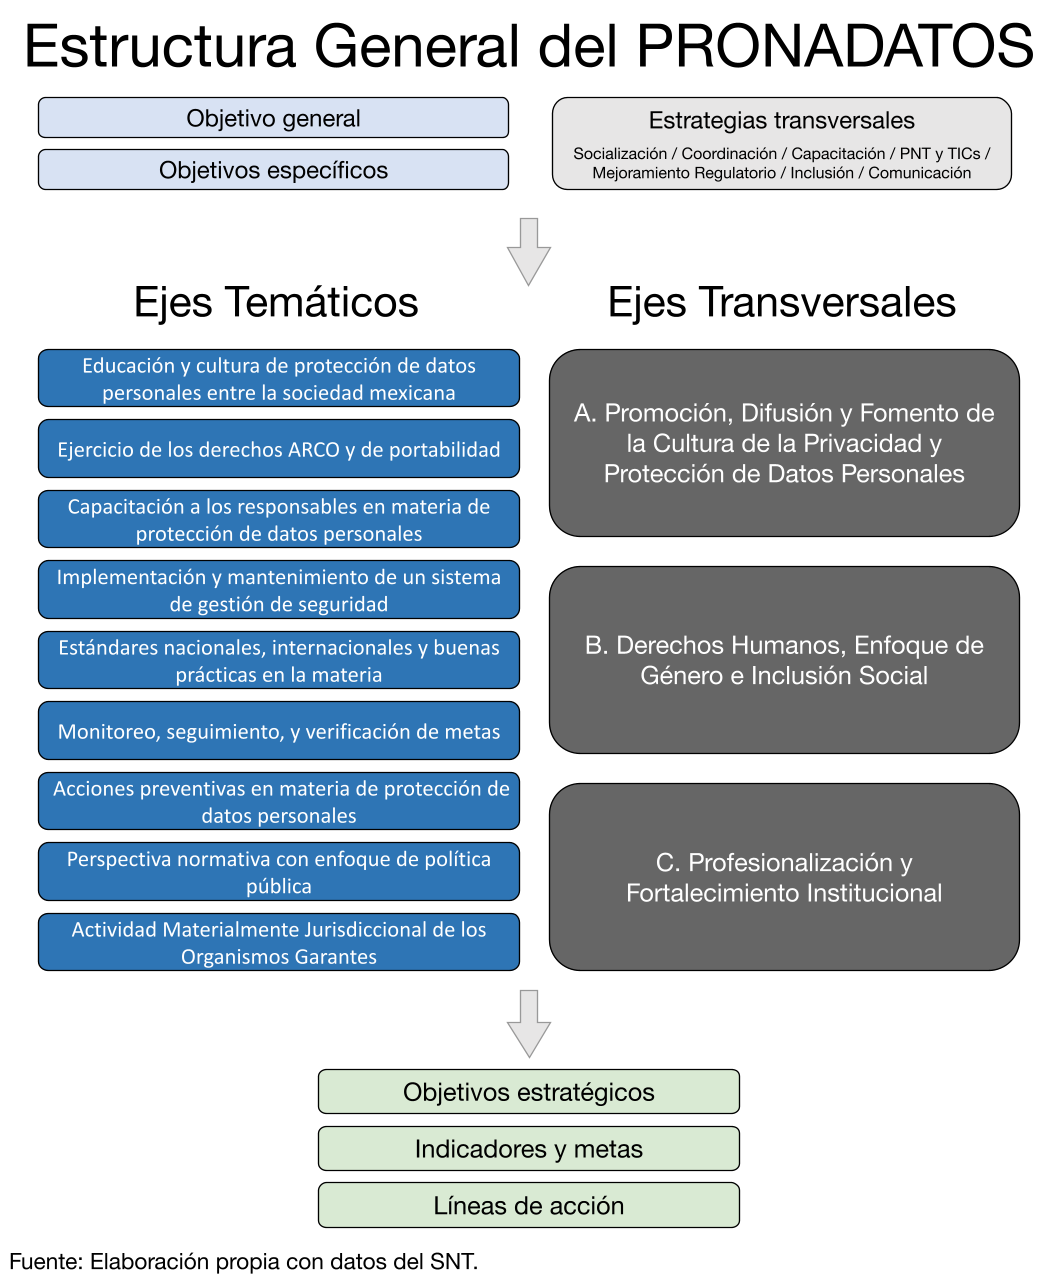 Estructura General del PRONADATOS
Objetivo general
Objetivos específicos
Estrategias transversales
Socialización / Coordinación / Capacitación / PNT y TICs /
Mejoramiento Regulatorio / Inclusión / Comunicación
Ejes Temáticos
Educación y cultura de protección de datos
personales entre la sociedad mexicana
Ejercicio de los derechos ARCO y de portabilidad
Capacitación a los responsables en materia de
protección de datos personales
Implementación y mantenimiento de un sistema
de gestión de seguridad
Estándares nacionales, internacionales y buenas
prácticas en la materia
Monitoreo, seguimiento, y verificación de metas
Acciones preventivas en materia de protección de
datos personales
Perspectiva normativa con enfoque de política
pública
Actividad Materialmente Jurisdiccional de los
Organismos Garantes
Ejes Transversales
A. Promoción, Difusión y Fomento de
la Cultura de la Privacidad y
Protección de Datos Personales
B. Derechos Humanos, Enfoque de
Género e Inclusión Social
C. Profesionalización y
Fortalecimiento Institucional
Objetivos estratégicos
Indicadores y metas
Líneas de acción
Fuente: Elaboración propia con datos del SNT.